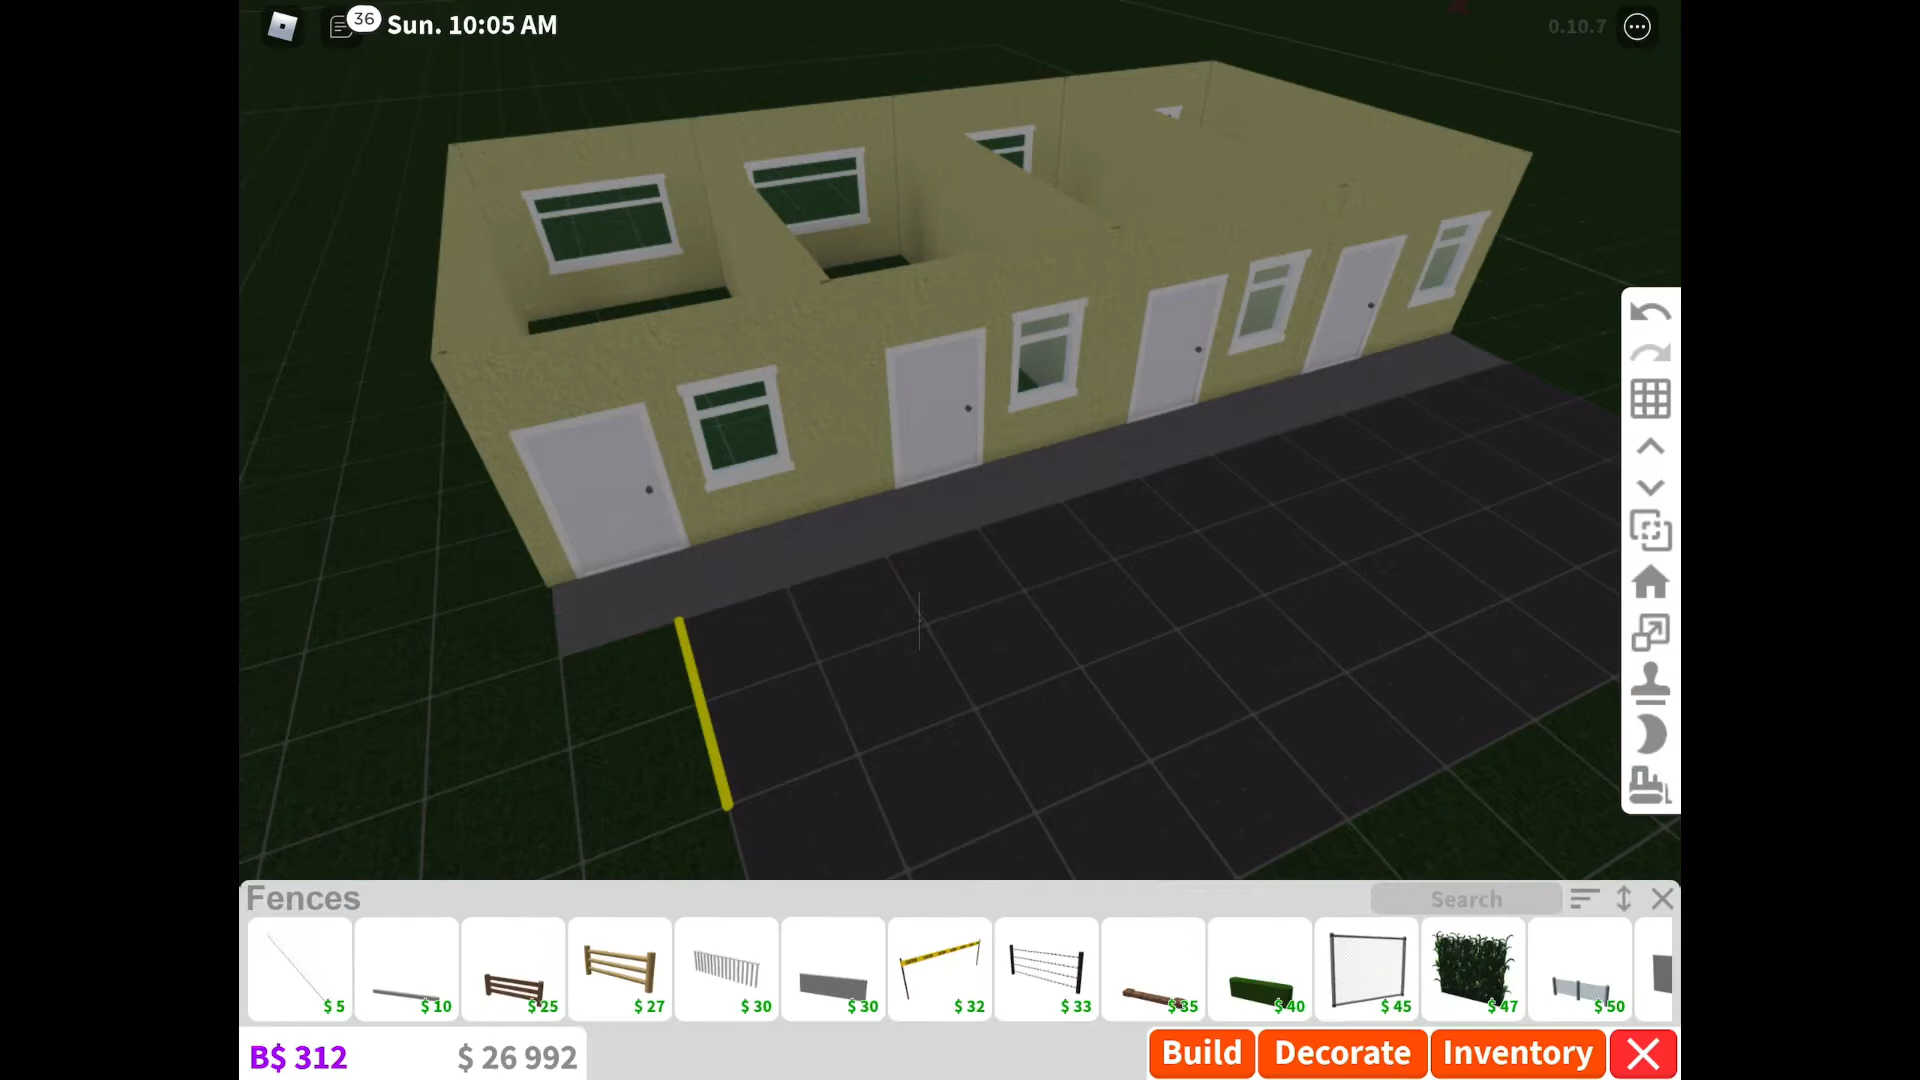 36
Sun. 10:05 AM
0.10.7
Fences
Search
$ 5
$ 10
$ 25
$ 27
$ 30
$ 30
$ 32
$ 33
$ 35
$ 40
$ 45
$ 47
$ 50
B$ 312
$ 26 992
Build
Decorate
Inventory